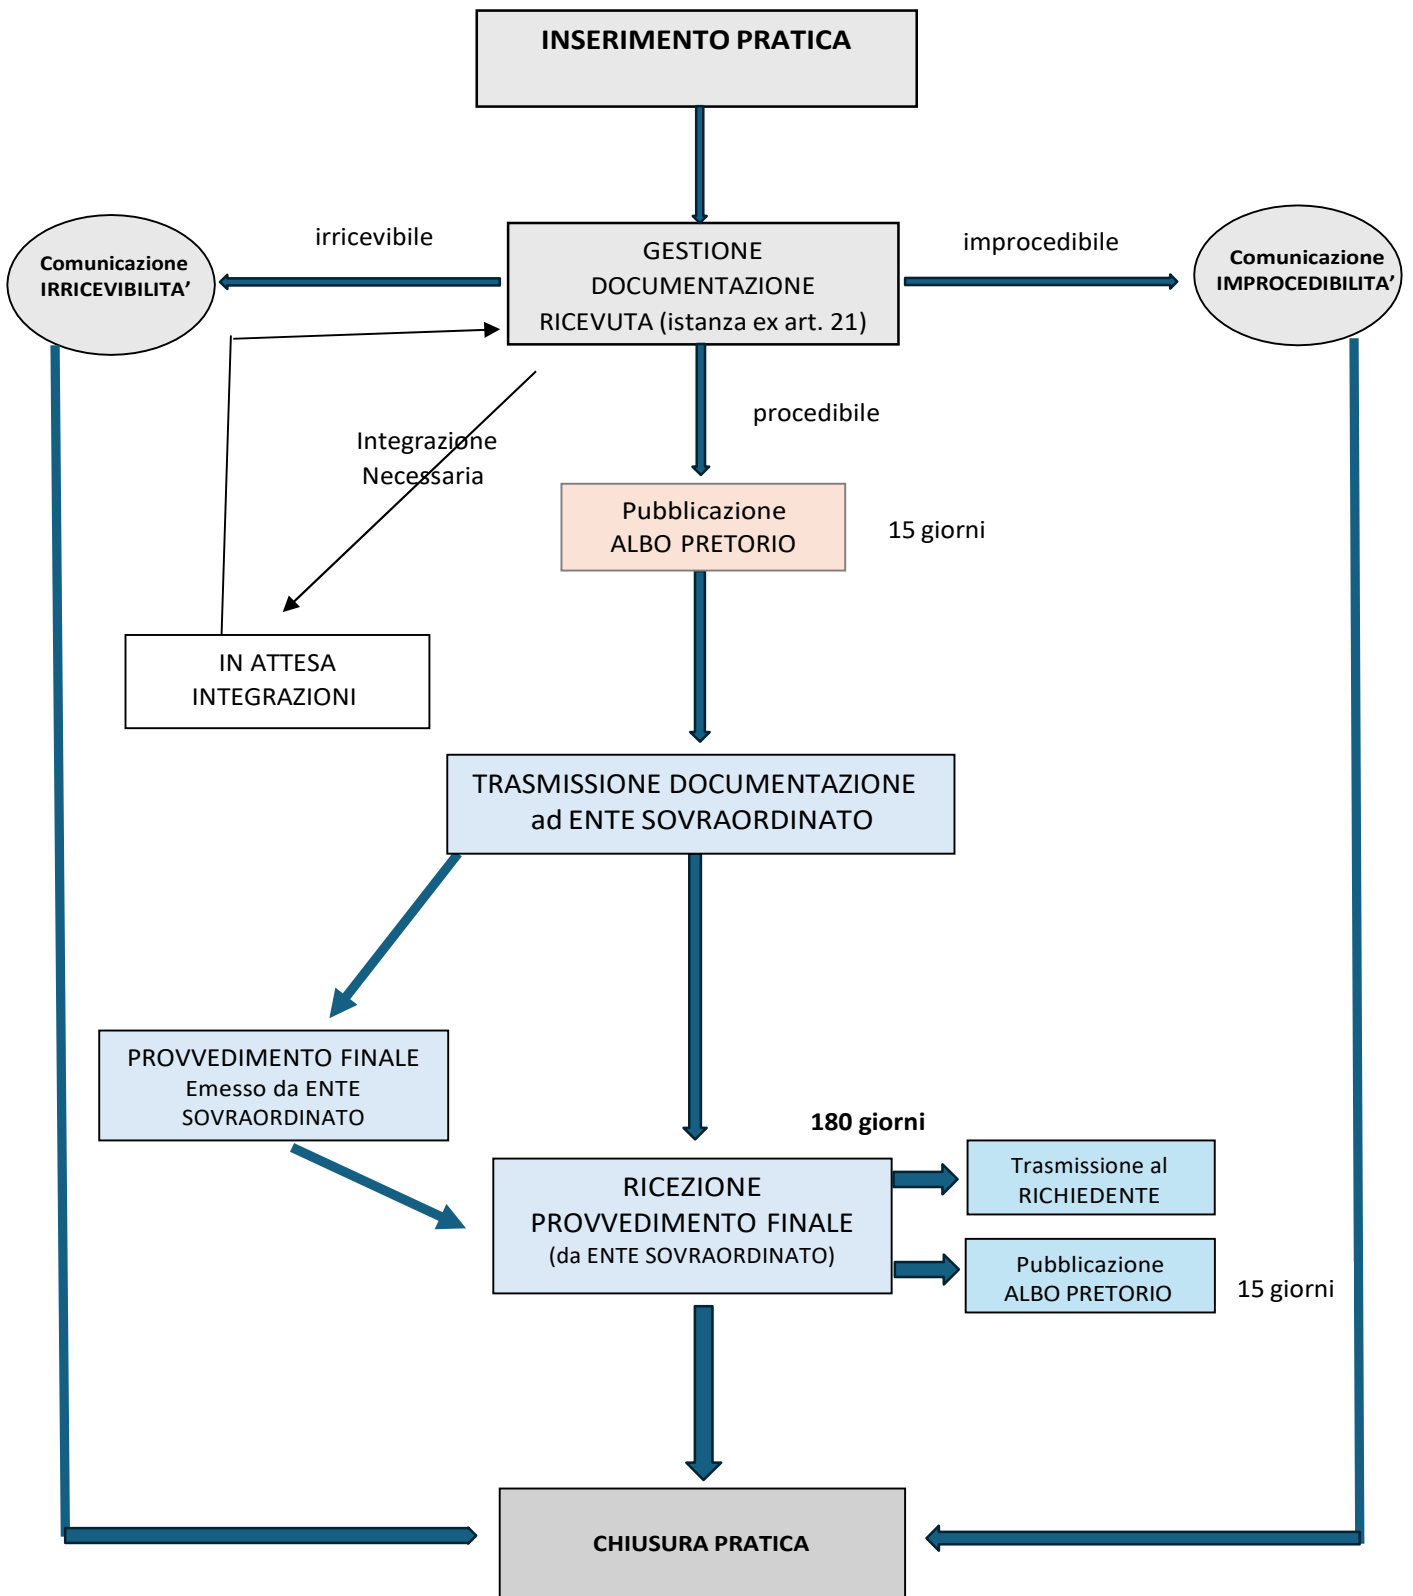 INSERIMENTO PRATICA
irricevibile
improcedibile
Comunicazione
IRRICEVIBILITA’
GESTIONE
DOCUMENTAZIONE
RICEVUTA (istanza ex art. 21)
Comunicazione
IMPROCEDIBILITA’
procedibile
Integrazione
Necessaria
Pubblicazione
ALBO PRETORIO
15 giorni
IN ATTESA
INTEGRAZIONI
TRASMISSIONE DOCUMENTAZIONE
ad ENTE SOVRAORDINATO
PROVVEDIMENTO FINALE
Emesso da ENTE
SOVRAORDINATO
180 giorni
RICEZIONE
PROVVEDIMENTO FINALE
(da ENTE SOVRAORDINATO)
Trasmissione al
RICHIEDENTE
Pubblicazione
ALBO PRETORIO
15 giorni
CHIUSURA PRATICA